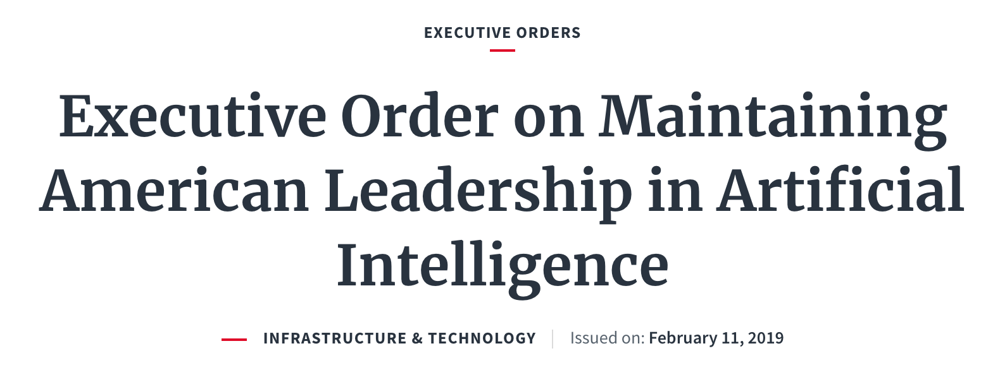 EXECUTIVE ORDERS
Executive Order on Maintaining
American Leadership in Artificial
Intelligence
INFRASTRUCTURE & TECHNOLOGY Issued on: February 11, 2019